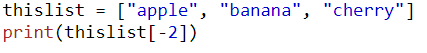 thislist = ["apple", "banana", "cherry"]
print(thislist[-2])